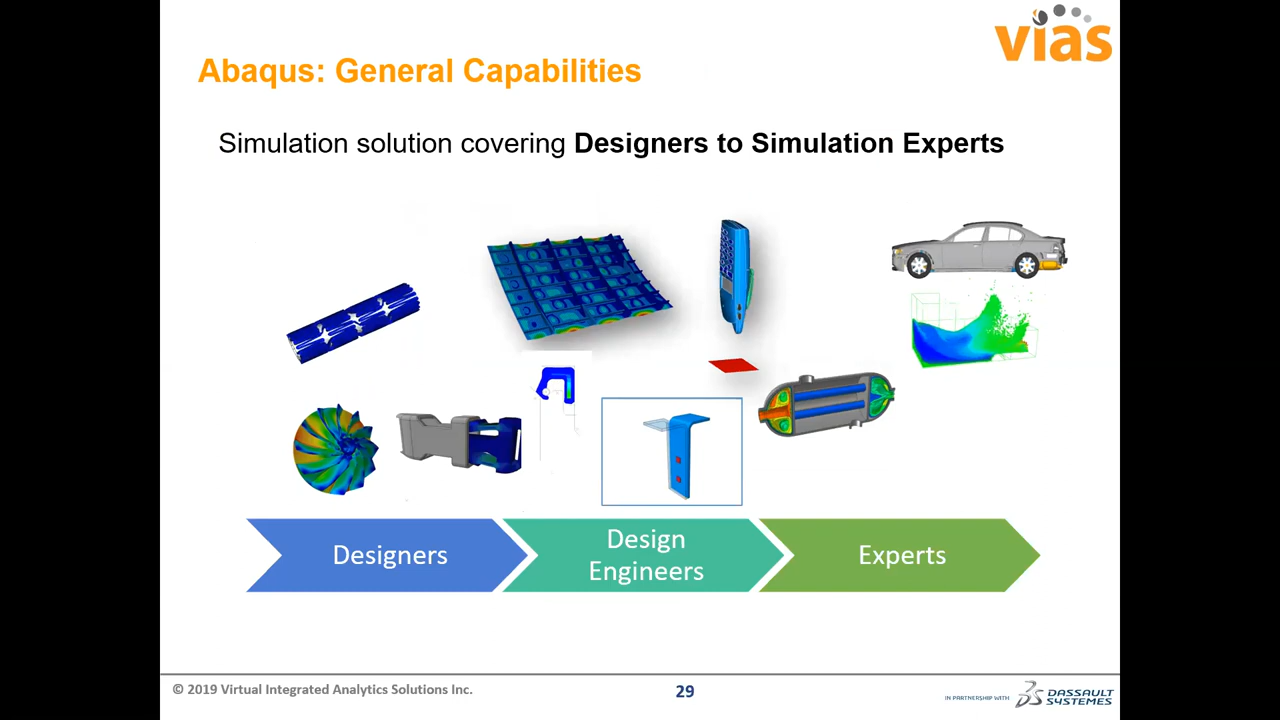 vias
Abaqus: General Capabilities
Simulation solution covering Designers to Simulation Experts
Designers
Design
Engineers
Experts
© 2019 Virtual Integrated Analytics Solutions Inc.
29
IN PARTNERSHIP WITH
DASSAULT
SYSTEMES